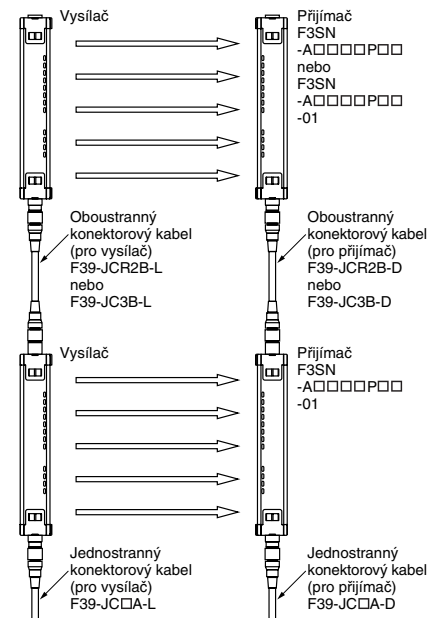 Vysílač
Přijímač
F3SN
-A□□□□P□□
nebo
F3SN
-A□□□□P□□
-01
Oboustranný
konektorový kabel
(pro vysílač)
F39-JCR2B-L
nebo
F39-JC3B-L
Oboustranný
konektorový kabel
(pro přijímač)
F39-JCR2B-D
nebo
F39-JC3B-D
Vysílač
Přijímač
F3SN
-A□□□□P□□
-01
Jednostranný
konektorový kabel
(pro vysílač)
F39-JC□A-L
Jednostranný
konektorový kabel
(pro přijímač)
F39-JC□A-D